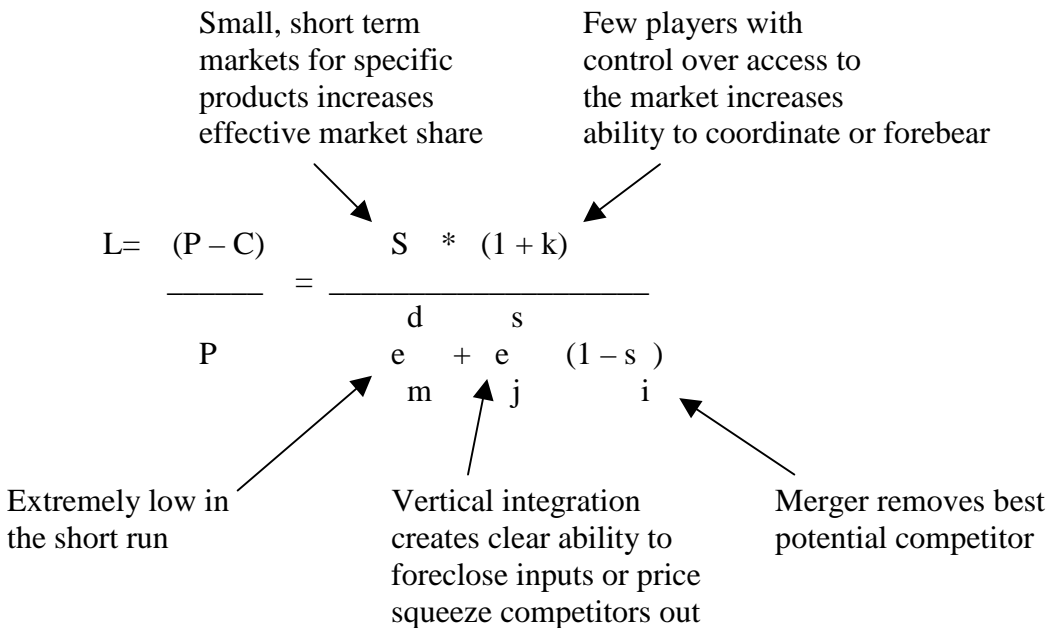 Small, short term
markets for specific
products increases
effective market share
Few players with
control over access to
the market increases
ability to coordinate or forebear
L= (P – C) S * (1 + k)
______ = ____________________
d s
P e + e (1 – s )
m j i
Extremely low in
the short run
Vertical integration
creates clear ability to
foreclose inputs or price
squeeze competitors out
Merger removes best
potential competitor